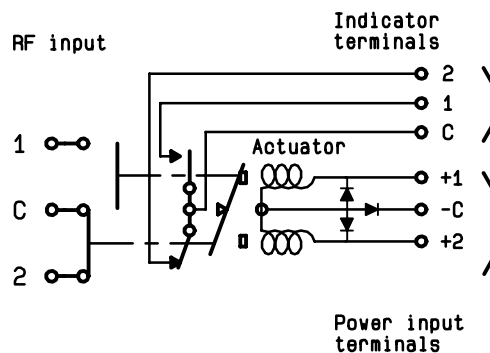 Indicator
terminals
RF input
2
1
C
1
Actuator
+1
C
-C
+2
2
Power input
terminals